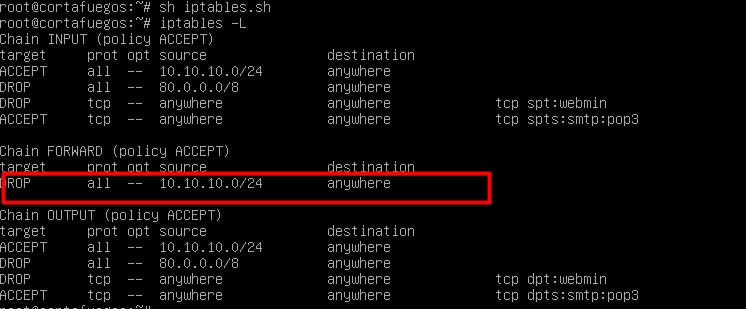 root@cortafuegos:~# sh iptables.sh
root@cortafuegos:~# iptables -L
Chain INPUT (policy ACCEPT)
target prot opt source destination
ACCEPT all -- 10.10.10.0/24 anywhere
DROP all -- 80.0.0.0/8 anywhere
DROP tcp -- anywhere anywhere tcp spt:webmin
ACCEPT tcp -- anywhere anywhere tcp spts:smtp:pop3
Chain FORWARD (policy ACCEPT)
target prot opt source destination
DROP all -- 10.10.10.0/24 anywhere
Chain OUTPUT (policy ACCEPT)
target prot opt source destination
ACCEPT all -- 10.10.10.0/24 anywhere
DROP all -- 80.0.0.0/8 anywhere
DROP tcp -- anywhere anywhere tcp dpt:webmin
ACCEPT tcp -- anywhere anywhere tcp dpts:smtp:pop3
root@cortafuegos:~#